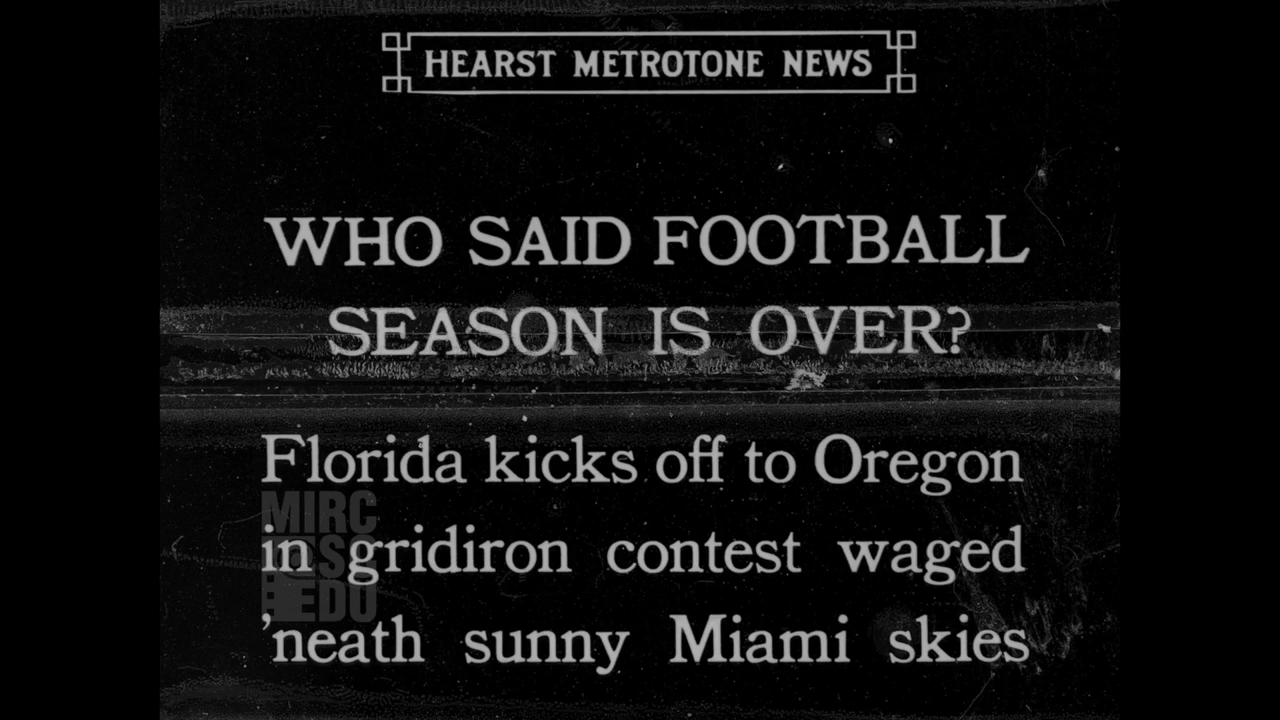 HEARST METROTONE NEWS
WHO SAID FOOTBALL
SEASON IS OVER?
Florida kicks off to Oregon
MIRC
in gridiron contest waged
@SC
.EDU
'neath sunny Miami skies